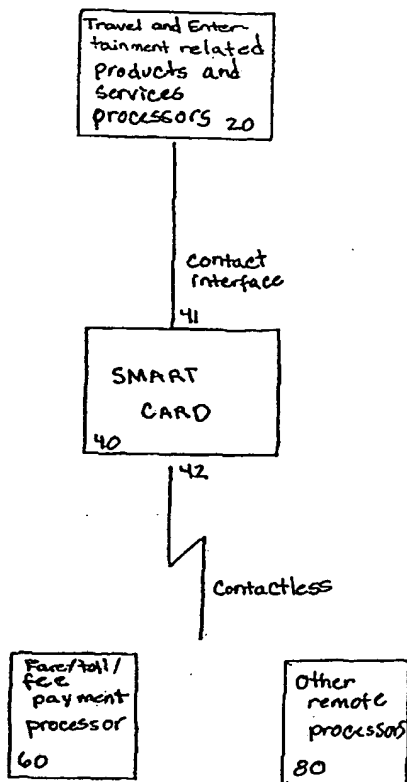 Travel and Enter-
tainment related
products and
services
processors 20
contact
interface
41
SMART
CARD
40
42
Contactless
Fare/toll/
fee
payment
processor
60
Other
remote
processors
80